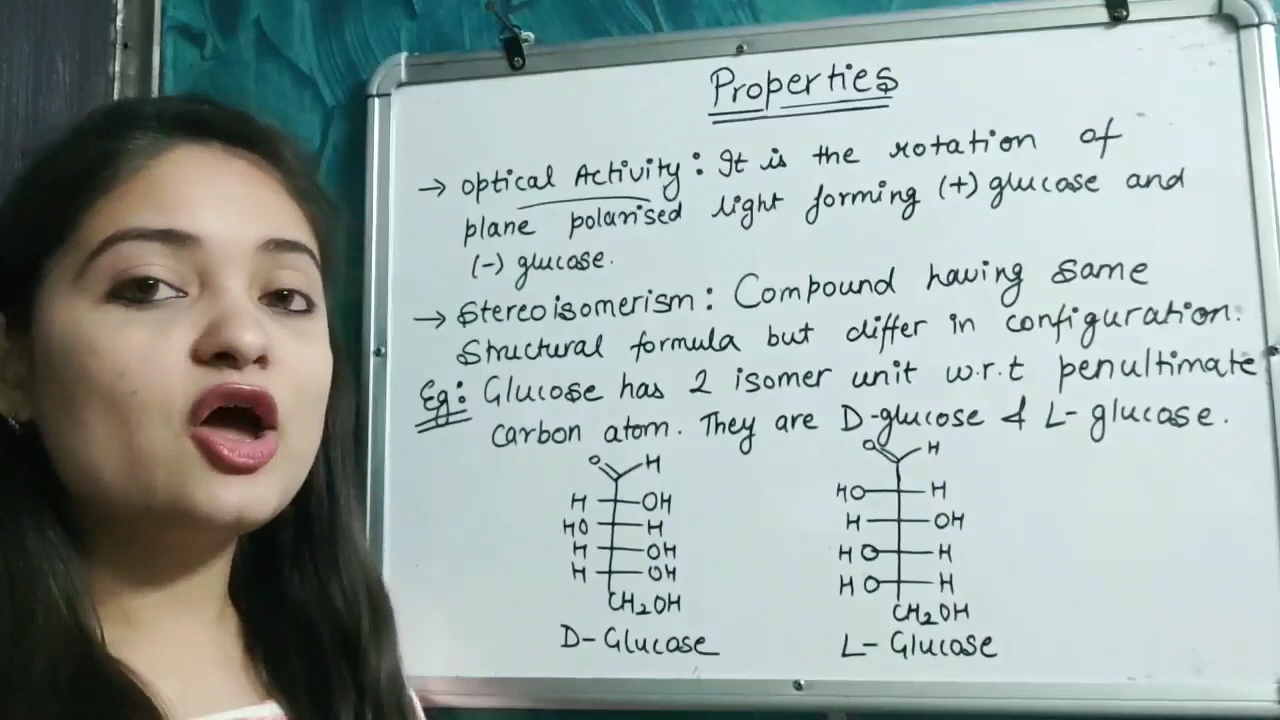 Properties
→ optical Activity: It is the rotation of
plane polarised light forming (+) glucose and
(-) glucose.
→ Stereoisomerism: Compound having same
Structural formula but differ in configuration.
Eg: Glucose has 2 isomer unit w.r.t penultimate
carbon atom. They are D-glucose & L-glucose.
O H
H OH
HO H
H OH
H OH
CH2OH
D-Glucose
O H
HO H
H OH
HO H
HO H
CH2OH
L-Glucose